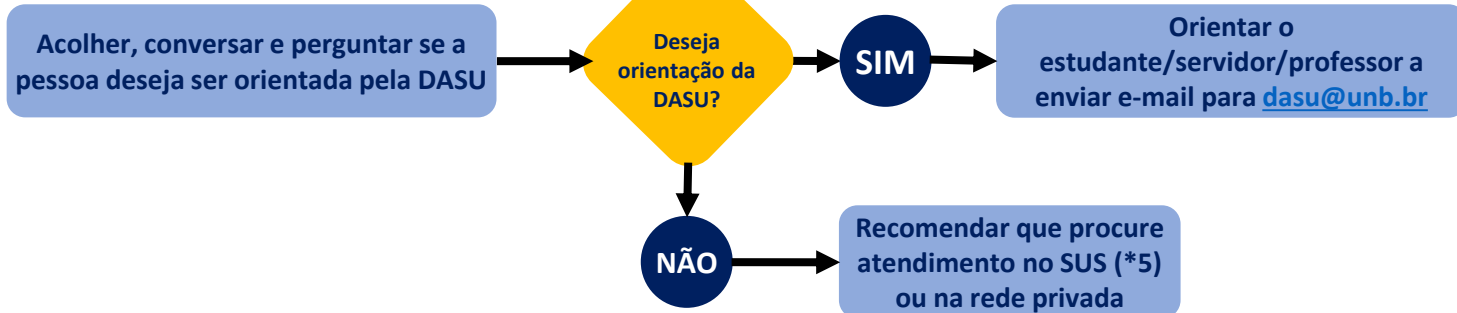 Acolher, conversar e perguntar se a
pessoa deseja ser orientada pela DASU
Deseja
orientação da
DASU?
SIM
Orientar o
estudante/servidor/professor a
enviar e-mail para dasu@unb.br
NÃO
Recomendar que procure
atendimento no SUS (*5)
ou na rede privada